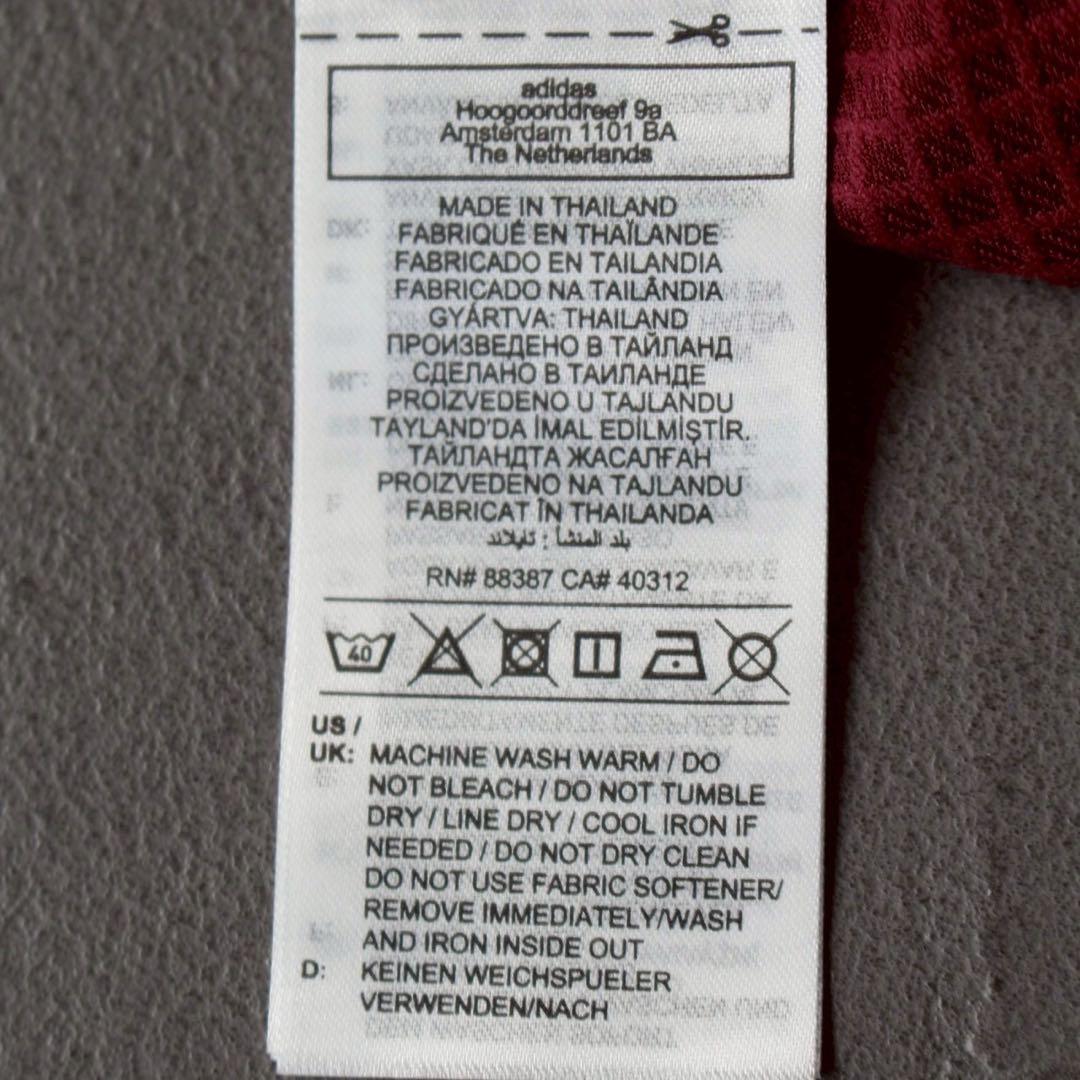 adidas
Hoogoorddreef 9a
Amsterdam 1101 BA
The Netherlands
MADE IN THAILAND
FABRIQUÉ EN THAÏLANDE
FABRICADO EN TAILANDIA
FABRICADO NA TAILÂNDIA
GYÁRTVA: THAILAND
ПРОИЗВЕДЕНО В ТАЙЛАНД
СДЕЛАНО В ТАИЛАНДЕ
PROIZVEDENO U TAJLANDU
TAYLAND'DA İMAL EDİLMİŞTİR.
ТАЙЛАНДТА ЖАСАЛҒАН
PROIZVEDENO NA TAJLANDU
FABRICAT ÎN THAILANDA
بلد المنشأ : تايلاند
RN# 88387 CA# 40312
40
US /
UK: MACHINE WASH WARM / DO
NOT BLEACH / DO NOT TUMBLE
DRY / LINE DRY / COOL IRON IF
NEEDED / DO NOT DRY CLEAN
DO NOT USE FABRIC SOFTENER/
REMOVE IMMEDIATELY/WASH
AND IRON INSIDE OUT
D: KEINEN WEICHSPUELER
VERWENDEN/NACH